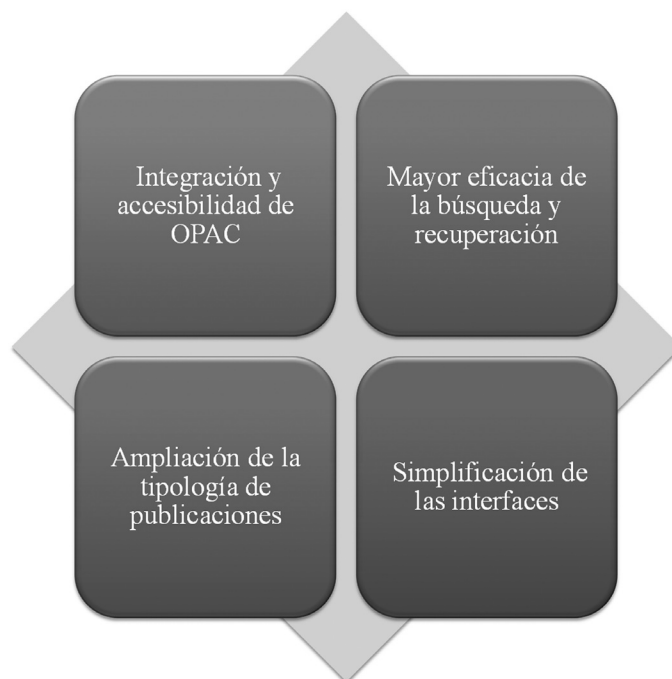 Integración y
accesibilidad de
OPAC
Mayor eficacia de
la búsqueda y
recuperación
Ampliación de la
tipología de
publicaciones
Simplificación de
las interfaces